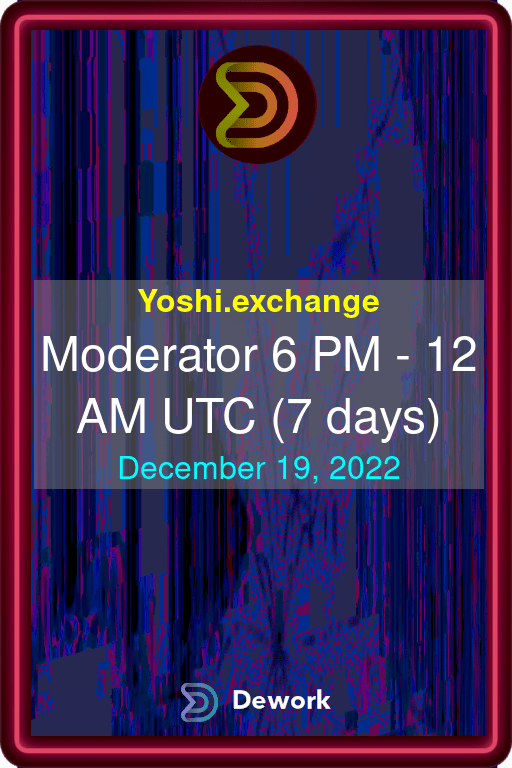 Yoshi.exchange
Moderator 6 PM - 12
AM UTC (7 days)
December 19, 2022
Dework